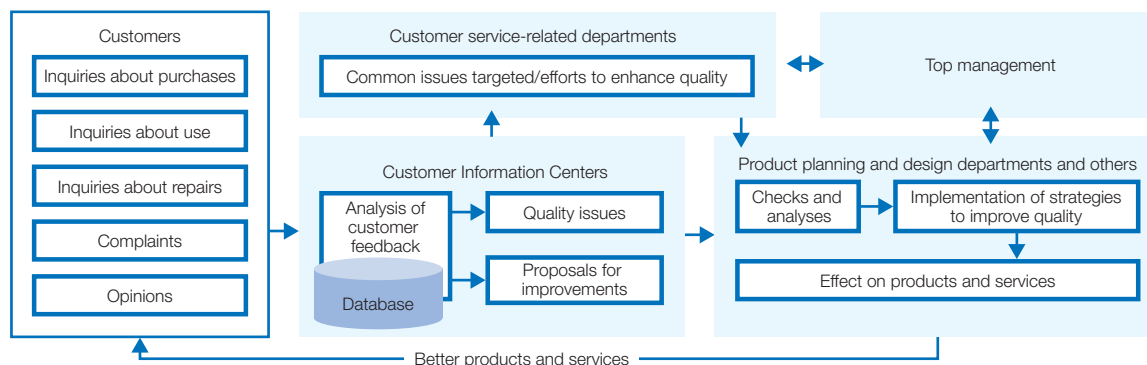 Customers
Inquiries about purchases
Inquiries about use
Inquiries about repairs
Complaints
Opinions
Customer service-related departments
Common issues targeted/efforts to enhance quality
Top management
Customer Information Centers
Analysis of
customer
feedback
Database
Quality issues
Proposals for
improvements
Product planning and design departments and others
Checks and
analyses
Implementation of strategies
to improve quality
Effect on products and services
Better products and services